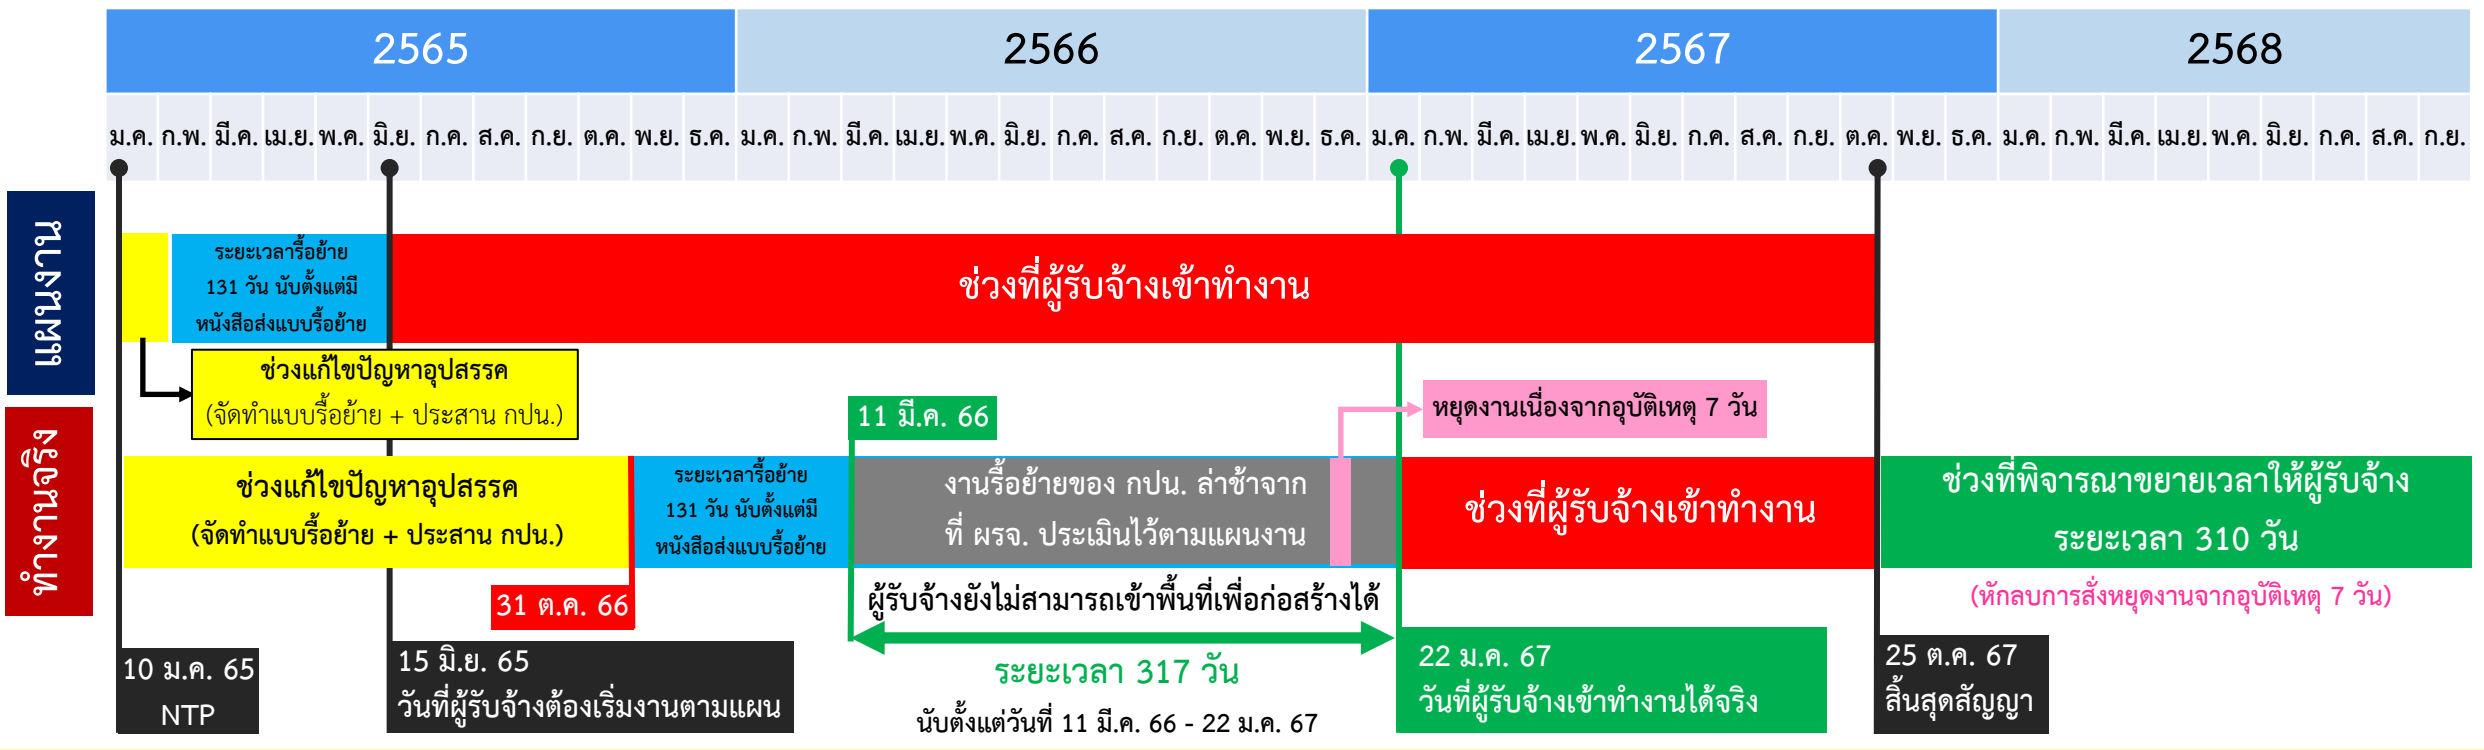 2565 2566 2567 2568
ม.ค. ก.พ. มี.ค. เม.ย. พ.ค. มิ.ย. ก.ค. ส.ค. ก.ย. ต.ค. พ.ย. ธ.ค. ม.ค. ก.พ. มี.ค. เม.ย. พ.ค. มิ.ย. ก.ค. ส.ค. ก.ย. ต.ค. พ.ย. ธ.ค. ม.ค. ก.พ. มี.ค. เม.ย. พ.ค. มิ.ย. ก.ค. ส.ค. ก.ย. ต.ค. พ.ย. ธ.ค. ม.ค. ก.พ. มี.ค. เม.ย. พ.ค. มิ.ย. ก.ค. ส.ค. ก.ย.
แผนงาน
ระยะเวลารื้อย้าย
131 วัน นับตั้งแต่มี
หนังสือส่งแบบรื้อย้าย
ช่วงที่ผู้รับจ้างเข้าทำงาน
ช่วงแก้ไขปัญหาอุปสรรค
(จัดทำแบบรื้อย้าย + ประสาน กปน.)
11 มี.ค. 66
หยุดงานเนื่องจากอุบัติเหตุ 7 วัน
ทำงานจริง
ช่วงแก้ไขปัญหาอุปสรรค
(จัดทำแบบรื้อย้าย + ประสาน กปน.)
ระยะเวลารื้อย้าย
131 วัน นับตั้งแต่มี
หนังสือส่งแบบรื้อย้าย
งานรื้อย้ายของ กปน. ล่าช้าจาก
ที่ ผรจ. ประเมินไว้ตามแผนงาน
ช่วงที่ผู้รับจ้างเข้าทำงาน
ช่วงที่พิจารณาขยายเวลาให้ผู้รับจ้าง
ระยะเวลา 310 วัน
(หักลบการสั่งหยุดงานจากอุบัติเหตุ 7 วัน)
31 ต.ค. 66
ผู้รับจ้างยังไม่สามารถเข้าพื้นที่เพื่อก่อสร้างได้
ระยะเวลา 317 วัน
นับตั้งแต่วันที่ 11 มี.ค. 66 - 22 ม.ค. 67
10 ม.ค. 65
NTP
15 มิ.ย. 65
วันที่ผู้รับจ้างต้องเริ่มงานตามแผน
22 ม.ค. 67
วันที่ผู้รับจ้างเข้าทำงานได้จริง
25 ต.ค. 67
สิ้นสุดสัญญา